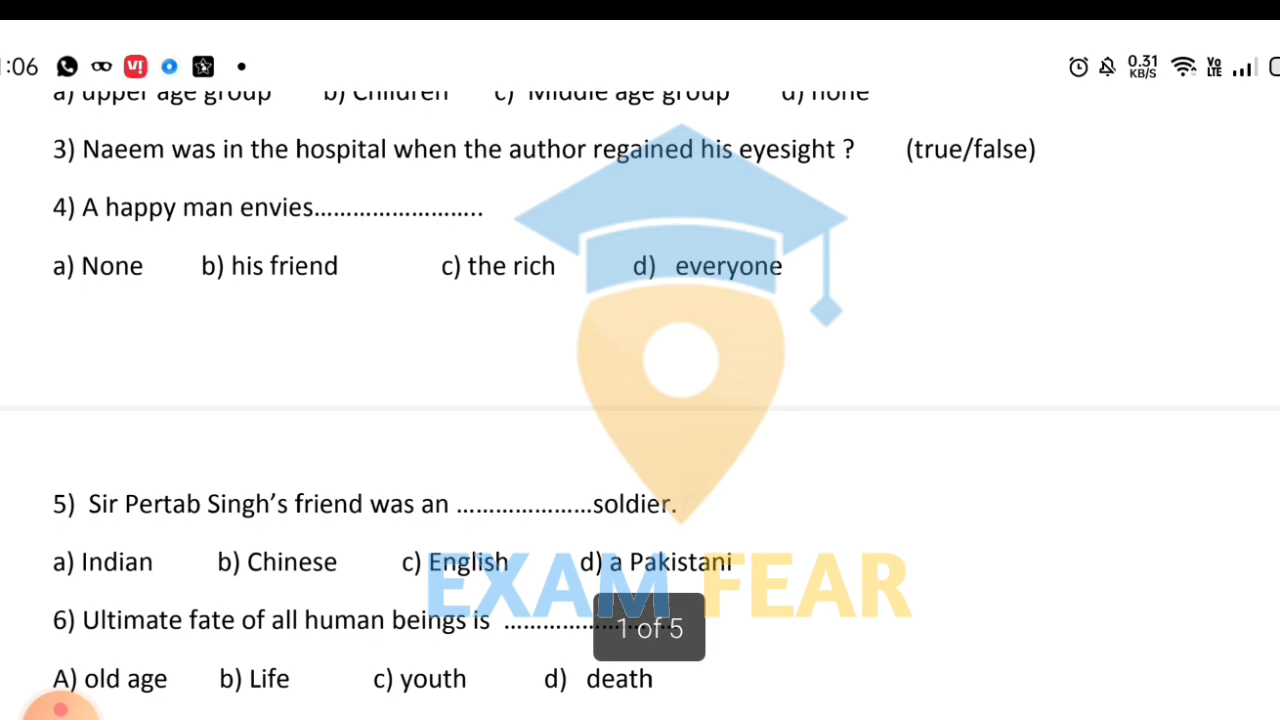 :06
0.31
KB/S
Vo
LTE
a) upper age group b) Children c) Middle age group d) none
3) Naeem was in the hospital when the author regained his eyesight ? (true/false)
4) A happy man envies……………………..
a) None b) his friend c) the rich d) everyone
5) Sir Pertab Singh’s friend was an …………………soldier.
a) Indian b) Chinese c) English d) a Pakistani
EXAM FEAR
6) Ultimate fate of all human beings is ……………………
1 of 5
A) old age b) Life c) youth d) death